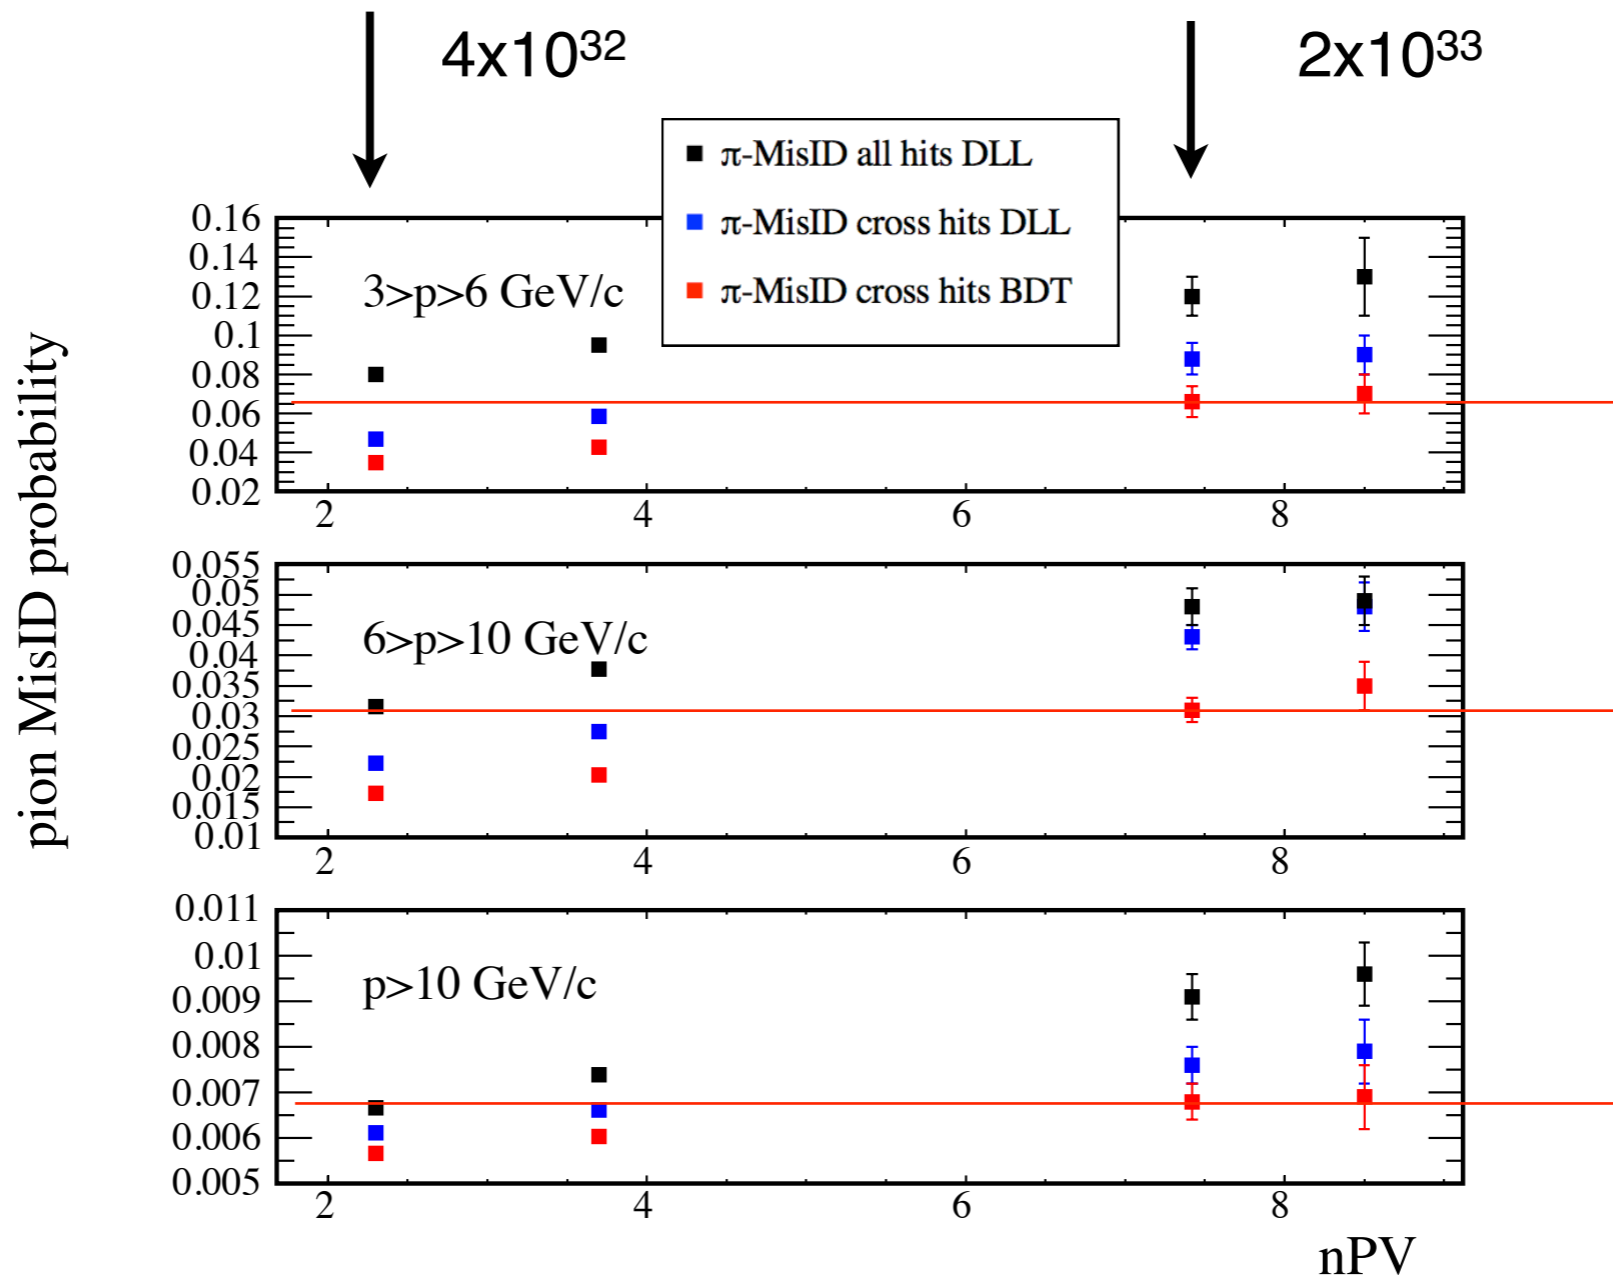 4x10³²
2x10³³
π-MisID all hits DLL
π-MisID cross hits DLL
π-MisID cross hits BDT
pion MisID probability
3>p>6 GeV/c
0.16
0.14
0.12
0.1
0.08
0.06
0.04
0.02
2 4 6 8
6>p>10 GeV/c
0.055
0.05
0.045
0.04
0.035
0.03
0.025
0.02
0.015
0.01
2 4 6 8
p>10 GeV/c
0.011
0.01
0.009
0.008
0.007
0.006
0.005
2 4 6 8
nPV